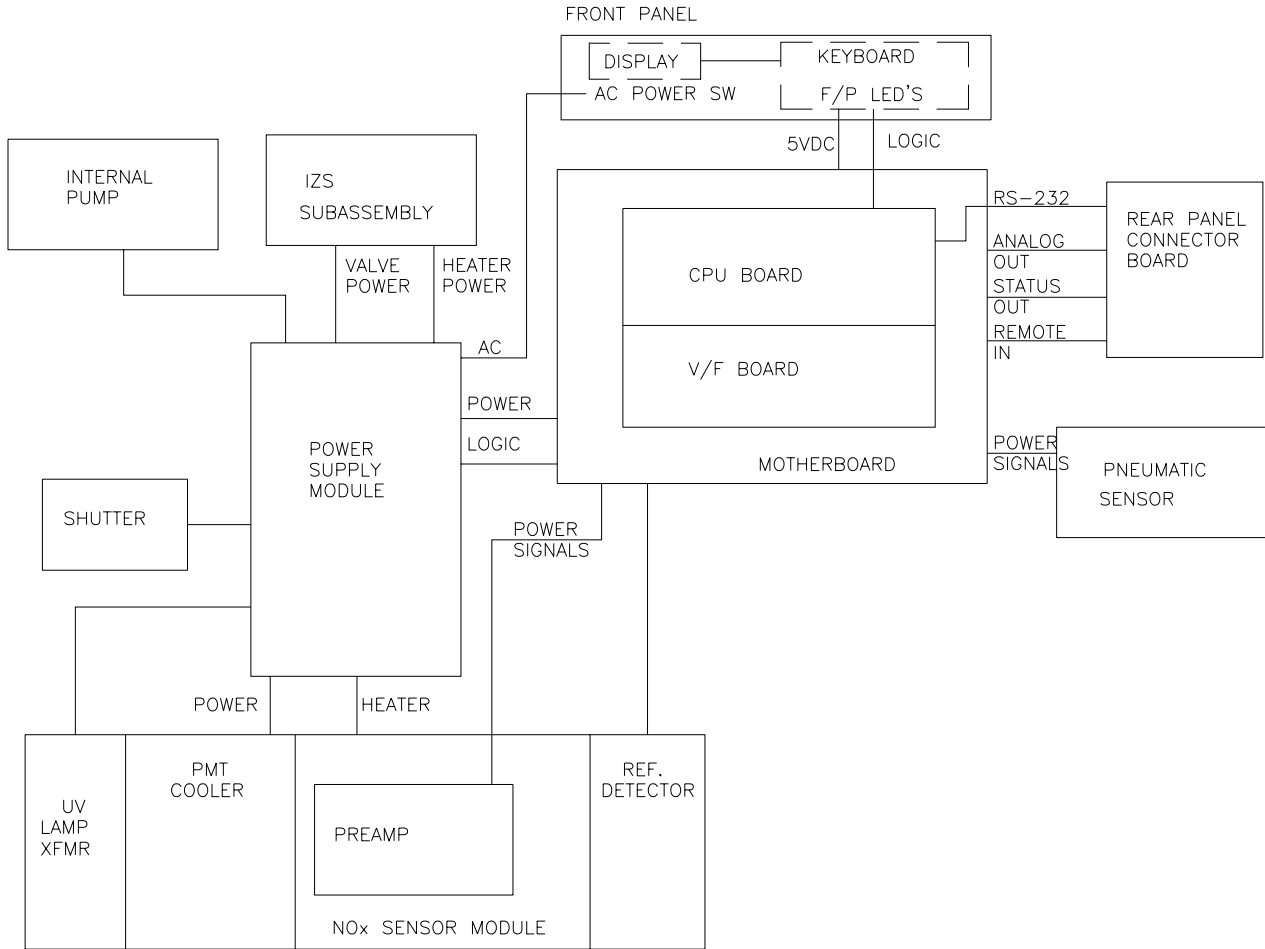 FRONT PANEL
DISPLAY
KEYBOARD
AC POWER SW
F/P LED'S
5VDC
LOGIC
INTERNAL
PUMP
IZS
SUBASSEMBLY
VALVE
POWER
HEATER
POWER
RS-232
ANALOG
OUT
STATUS
OUT
REMOTE
IN
REAR PANEL
CONNECTOR
BOARD
CPU BOARD
V/F BOARD
MOTHERBOARD
AC
POWER
LOGIC
POWER
SUPPLY
MODULE
POWER
SIGNALS
PNEUMATIC
SENSOR
SHUTTER
POWER
SIGNALS
POWER
HEATER
UV
LAMP
XFMR
PMT
COOLER
PREAMP
NOx SENSOR MODULE
REF.
DETECTOR